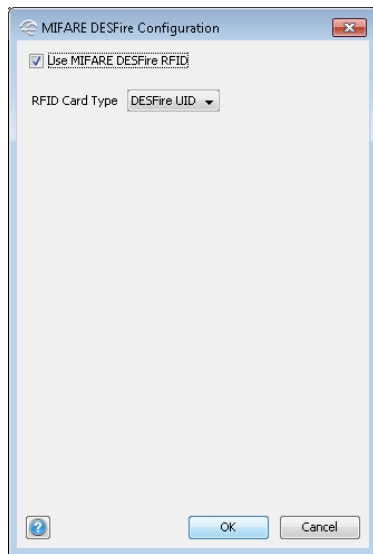 MIFARE DESFire Configuration
Use MIFARE DESFire RFID
RFID Card Type DESFire UID
? OK Cancel